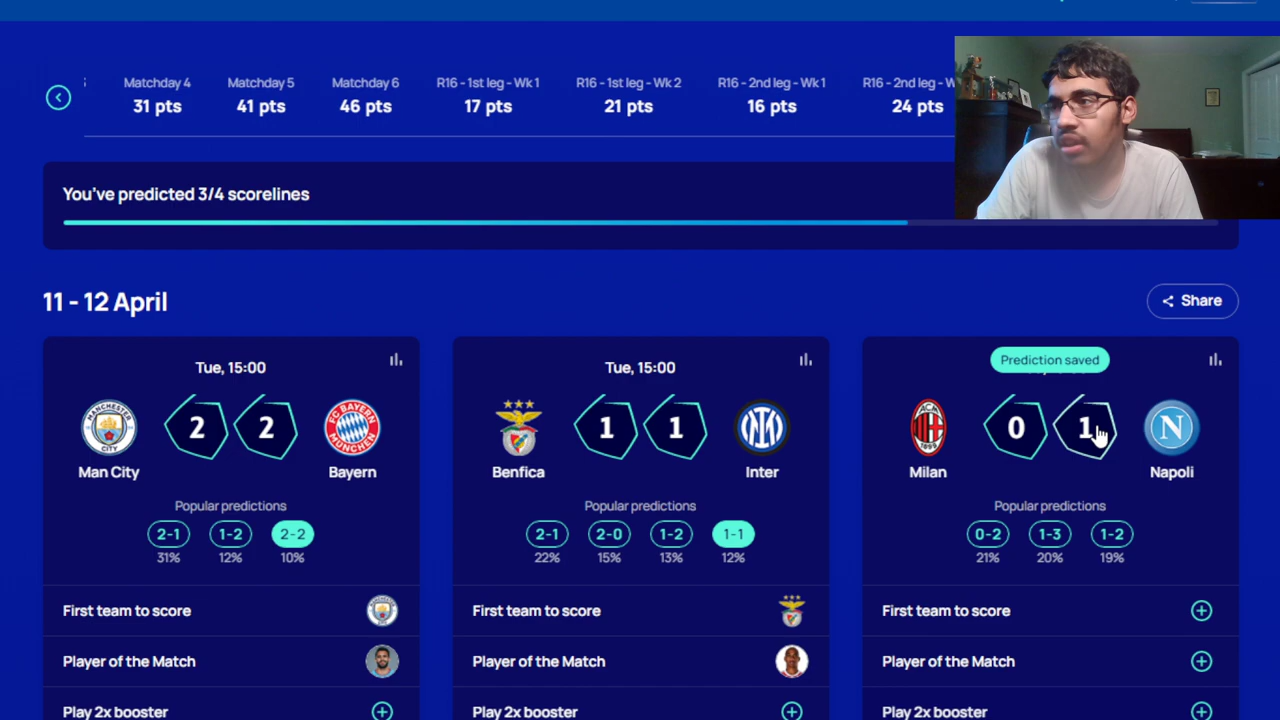 Matchday 4
31 pts
Matchday 5
41 pts
Matchday 6
46 pts
R16 - 1st leg - Wk 1
17 pts
R16 - 1st leg - Wk 2
21 pts
R16 - 2nd leg - Wk 1
16 pts
R16 - 2nd leg - W
24 pts
You've predicted 3/4 scorelines
11 - 12 April
Share
Tue, 15:00
Man City
2
2
Bayern
Popular predictions
2-1
1-2
2-2
31%
12%
10%
First team to score
Player of the Match
Play 2x booster
Tue, 15:00
Benfica
1
1
Inter
Popular predictions
2-1
2-0
1-2
1-1
22%
15%
13%
12%
First team to score
Player of the Match
Play 2x booster
Prediction saved
Milan
0
1
Napoli
Popular predictions
0-2
1-3
1-2
21%
20%
19%
First team to score
Player of the Match
Play 2x booster